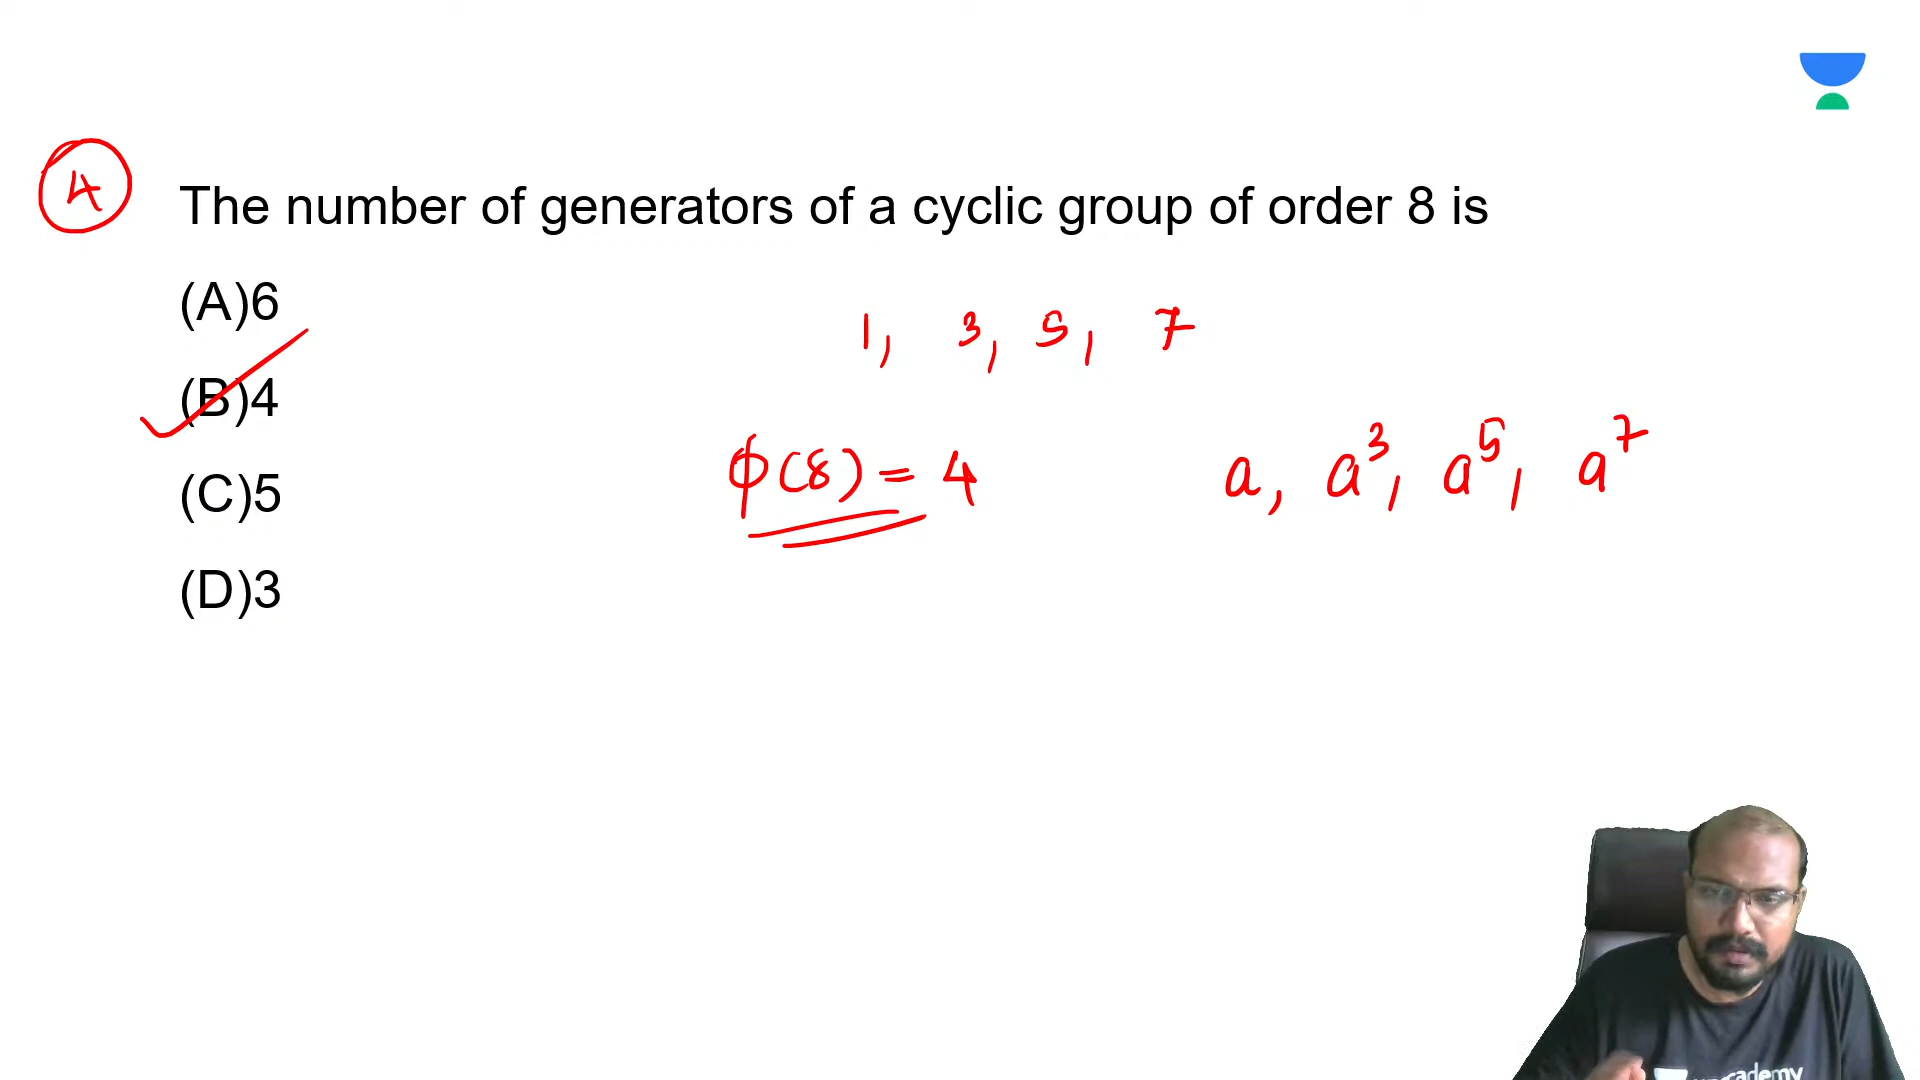 4
The number of generators of a cyclic group of order 8 is
(A)6
1, 3, 5, 7
(B)4
φ(8) = 4
a, a³, a⁵, a⁷
(C)5
(D)3